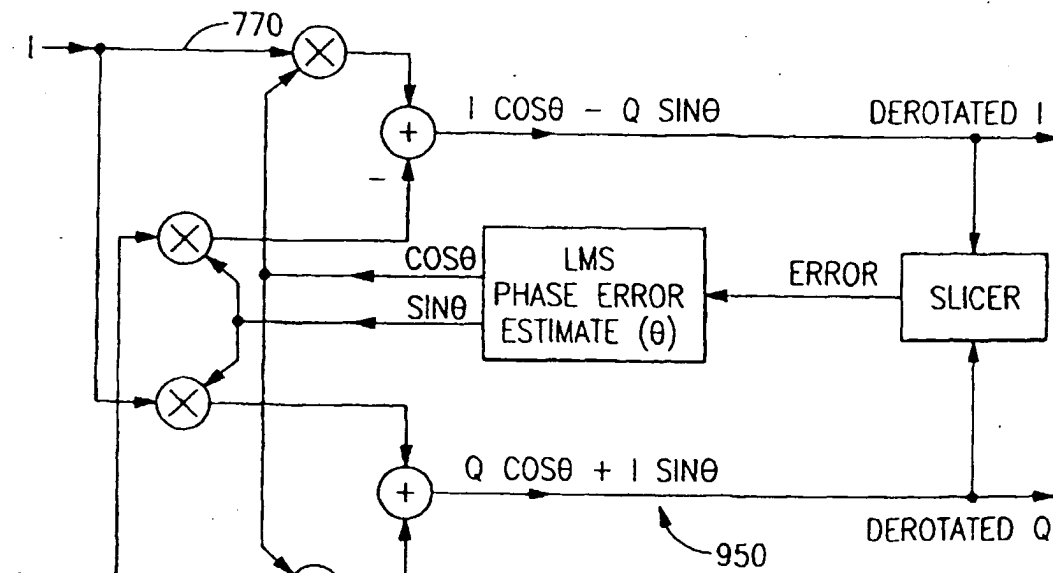 770
I
I COSθ – Q SINθ
DEROTATED I
–
COSθ
SINθ
LMS
PHASE ERROR
ESTIMATE (θ)
ERROR
SLICER
Q COSθ + I SINθ
DEROTATED Q
950